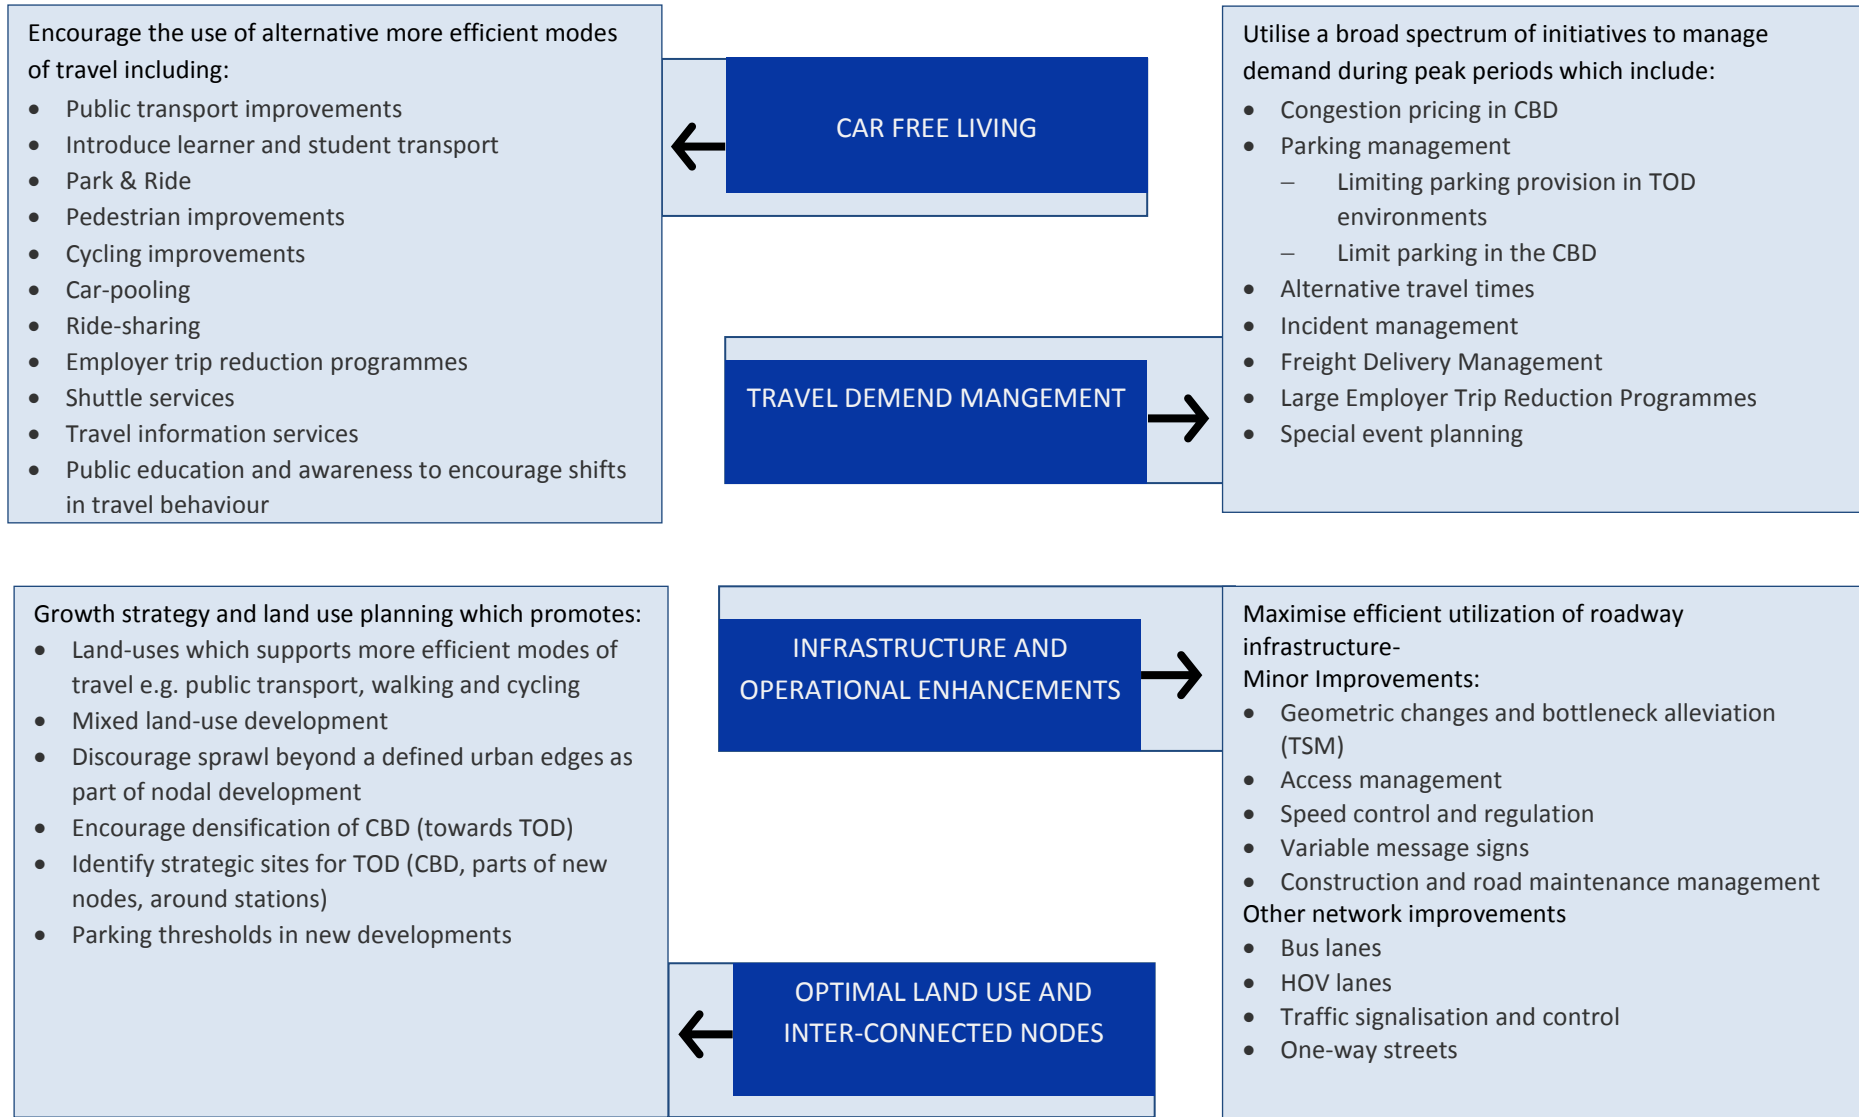 Encourage the use of alternative more efficient modes
of travel including:
• Public transport improvements
• Introduce learner and student transport
• Park & Ride
• Pedestrian improvements
• Cycling improvements
• Car-pooling
• Ride-sharing
• Employer trip reduction programmes
• Shuttle services
• Travel information services
• Public education and awareness to encourage shifts
in travel behaviour
CAR FREE LIVING
Utilise a broad spectrum of initiatives to manage
demand during peak periods which include:
• Congestion pricing in CBD
• Parking management
– Limiting parking provision in TOD
environments
– Limit parking in the CBD
• Alternative travel times
• Incident management
• Freight Delivery Management
• Large Employer Trip Reduction Programmes
• Special event planning
TRAVEL DEMEND MANGEMENT
Growth strategy and land use planning which promotes:
• Land-uses which supports more efficient modes of
travel e.g. public transport, walking and cycling
• Mixed land-use development
• Discourage sprawl beyond a defined urban edges as
part of nodal development
• Encourage densification of CBD (towards TOD)
• Identify strategic sites for TOD (CBD, parts of new
nodes, around stations)
• Parking thresholds in new developments
INFRASTRUCTURE AND
OPERATIONAL ENHANCEMENTS
Maximise efficient utilization of roadway
infrastructure-
Minor Improvements:
• Geometric changes and bottleneck alleviation
(TSM)
• Access management
• Speed control and regulation
• Variable message signs
• Construction and road maintenance management
Other network improvements
• Bus lanes
• HOV lanes
• Traffic signalisation and control
• One-way streets
OPTIMAL LAND USE AND
INTER-CONNECTED NODES